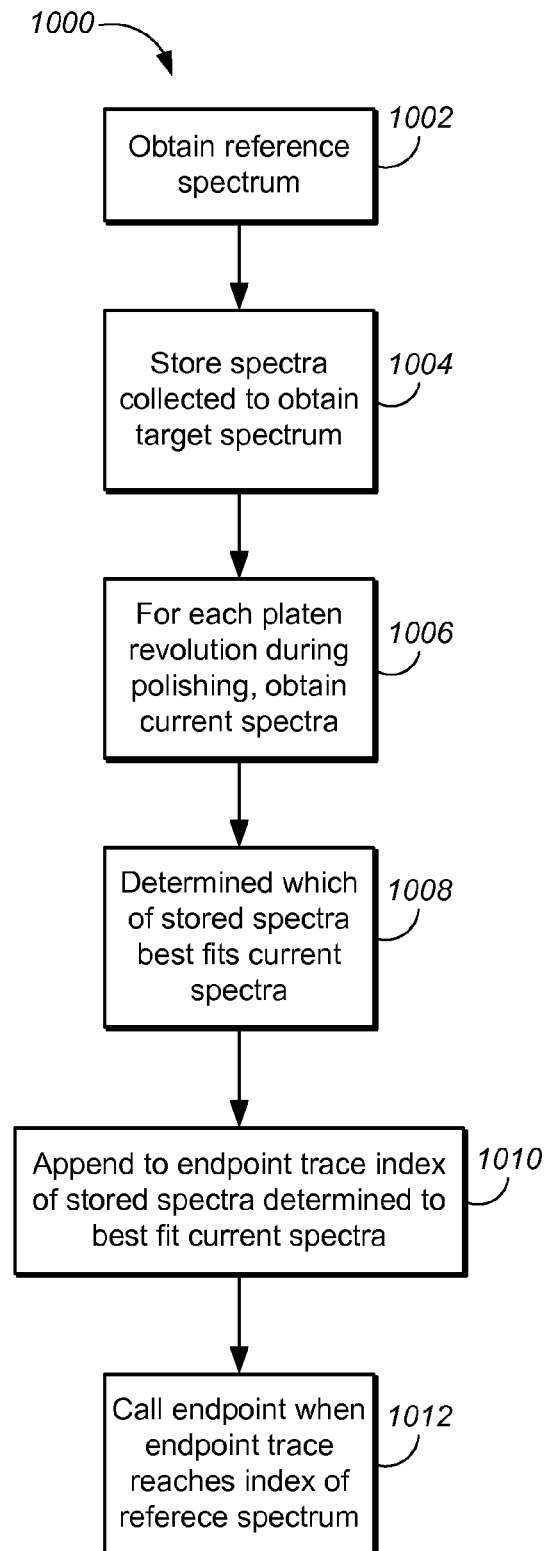 1000
1002
Obtain reference
spectrum
1004
Store spectra
collected to obtain
target spectrum
1006
For each platen
revolution during
polishing, obtain
current spectra
1008
Determined which
of stored spectra
best fits current
spectra
1010
Append to endpoint trace index
of stored spectra determined to
best fit current spectra
1012
Call endpoint when
endpoint trace
reaches index of
referece spectrum